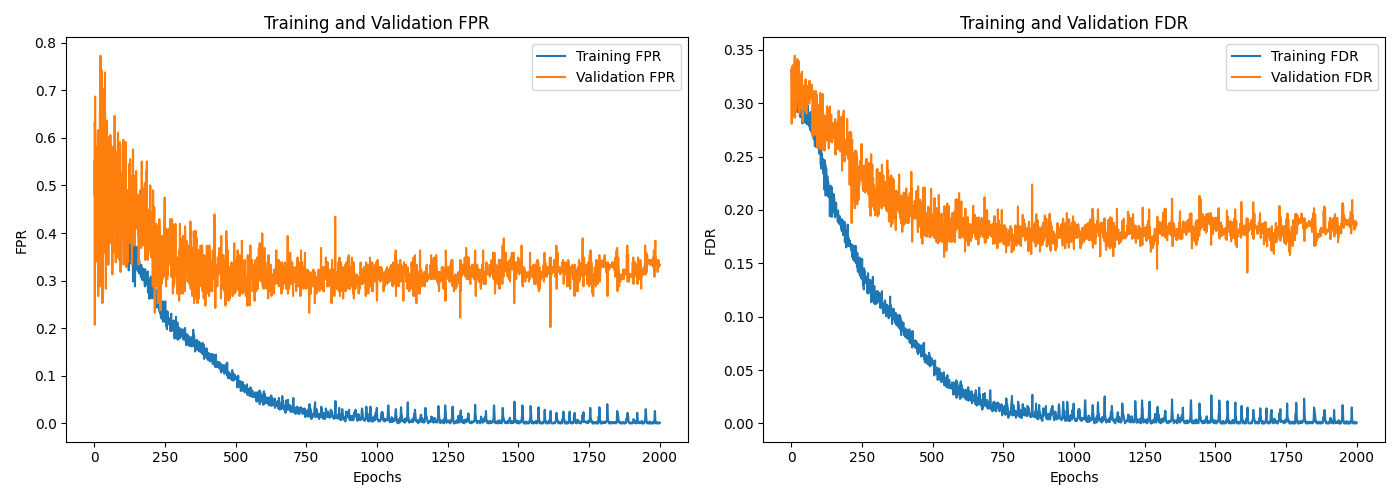 Training and Validation FPR
Training FPR
Validation FPR
0.8
0.7
0.6
0.5
0.4
0.3
0.2
0.1
0.0
FPR
0 250 500 750 1000 1250 1500 1750 2000
Epochs
Training and Validation FDR
Training FDR
Validation FDR
0.35
0.30
0.25
0.20
0.15
0.10
0.05
0.00
FDR
0 250 500 750 1000 1250 1500 1750 2000
Epochs